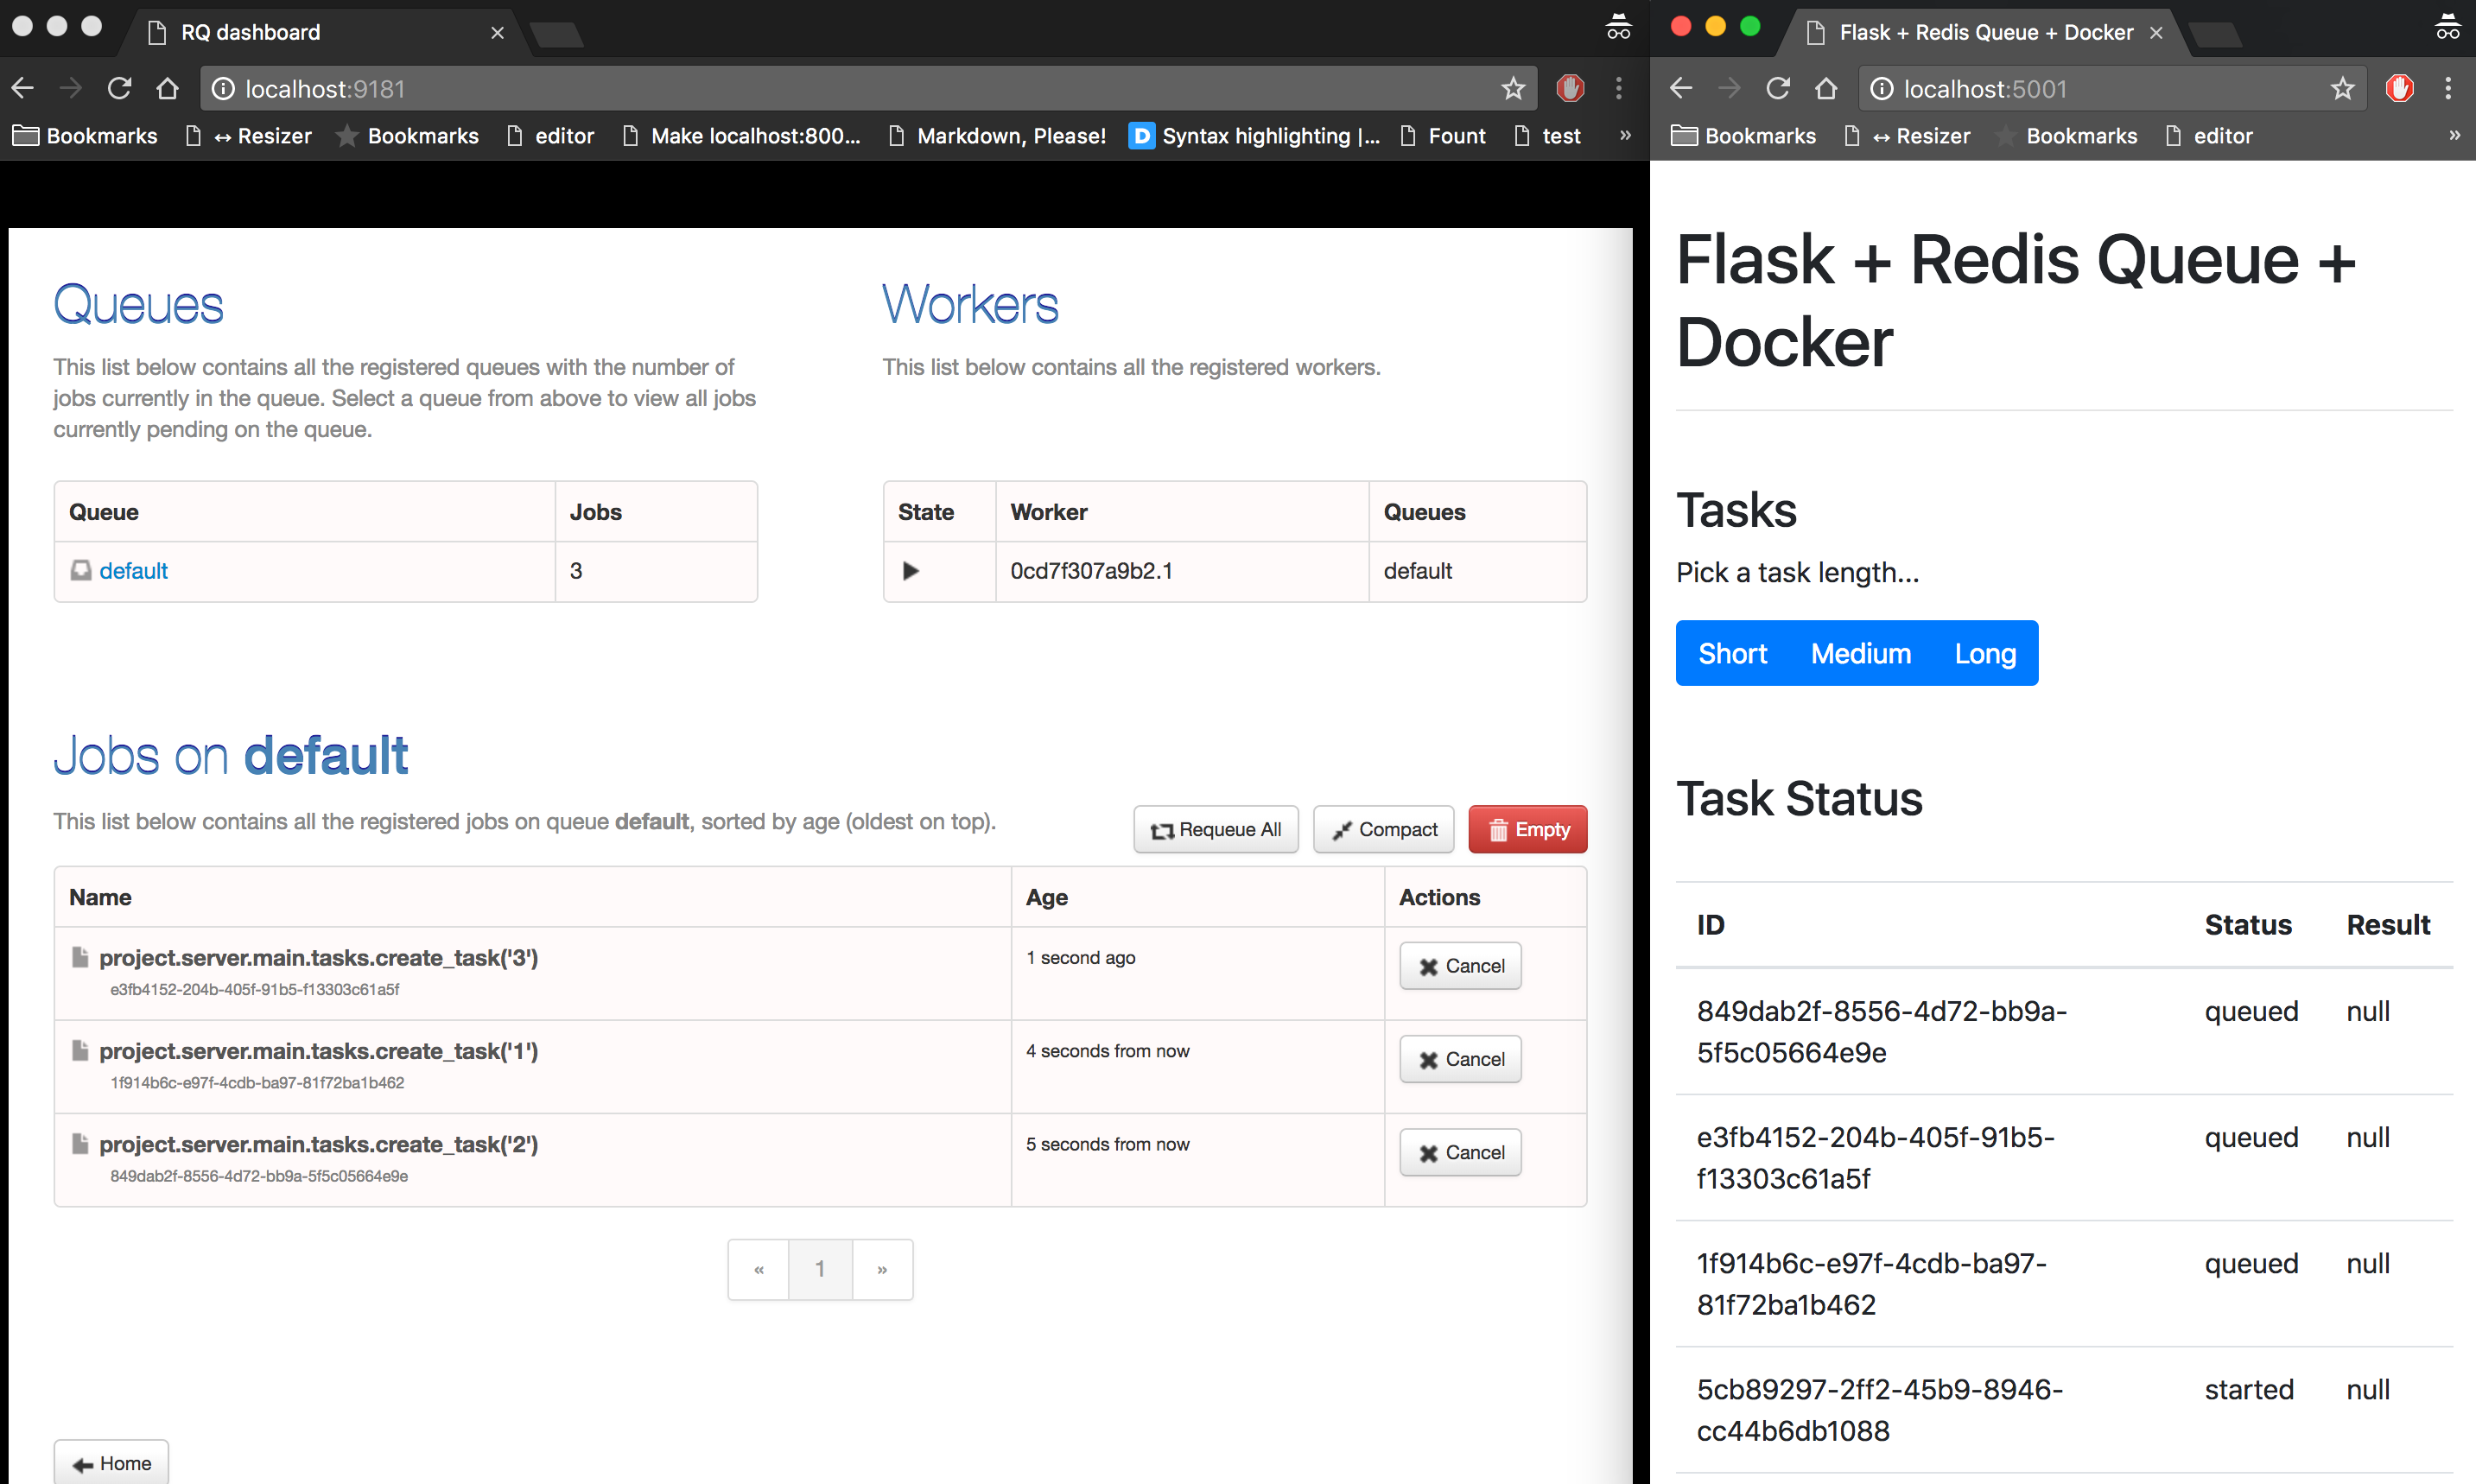 RQ dashboard
localhost:9181
Bookmarks
↔ Resizer
Bookmarks
editor
Make localhost:800...
Markdown, Please!
D Syntax highlighting |...
Fount
test
»
Queues
This list below contains all the registered queues with the number of
jobs currently in the queue. Select a queue from above to view all jobs
currently pending on the queue.
Queue Jobs
default 3
Workers
This list below contains all the registered workers.
State Worker Queues
0cd7f307a9b2.1 default
Jobs on default
This list below contains all the registered jobs on queue default, sorted by age (oldest on top).
Requeue All
Compact
Empty
Name Age Actions
project.server.main.tasks.create_task('3') 1 second ago Cancel
e3fb4152-204b-405f-91b5-f13303c61a5f
project.server.main.tasks.create_task('1') 4 seconds from now Cancel
1f914b6c-e97f-4cdb-ba97-81f72ba1b462
project.server.main.tasks.create_task('2') 5 seconds from now Cancel
849dab2f-8556-4d72-bb9a-5f5c05664e9e
« 1 »
Home
Flask + Redis Queue + Docker
localhost:5001
Bookmarks
↔ Resizer
Bookmarks
editor
»
Flask + Redis Queue +
Docker
Tasks
Pick a task length...
Short Medium Long
Task Status
ID Status Result
849dab2f-8556-4d72-bb9a- queued null
5f5c05664e9e
e3fb4152-204b-405f-91b5- queued null
f13303c61a5f
1f914b6c-e97f-4cdb-ba97- queued null
81f72ba1b462
5cb89297-2ff2-45b9-8946- started null
cc44b6db1088